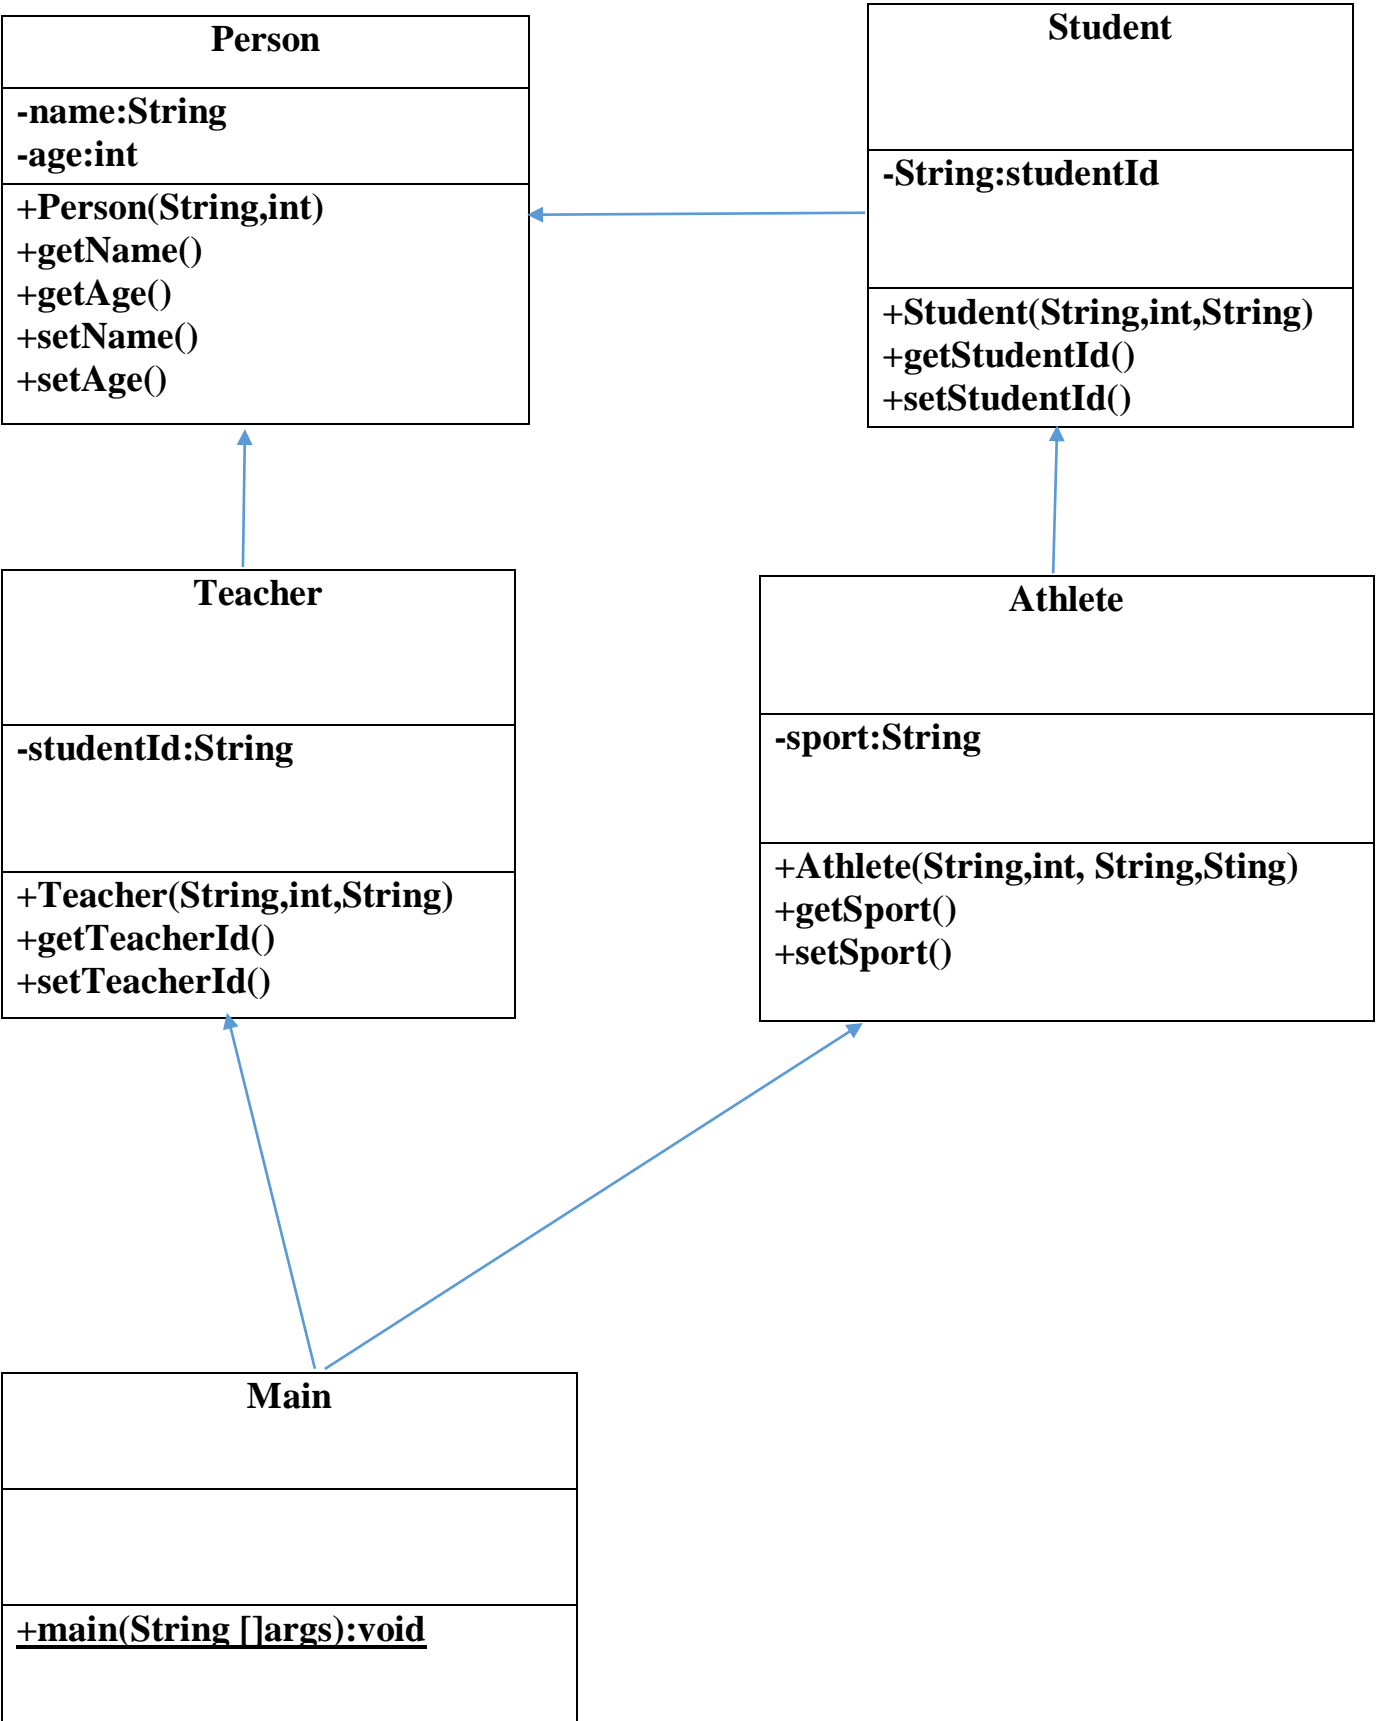 Person
-name:String
-age:int
+Person(String,int)
+getName()
+getAge()
+setName()
+setAge()
Student
-String:studentId
+Student(String,int,String)
+getStudentId()
+setStudentId()
Teacher
-studentId:String
+Teacher(String,int,String)
+getTeacherId()
+setTeacherId()
Athlete
-sport:String
+Athlete(String,int, String,Sting)
+getSport()
+setSport()
Main
+main(String []args):void